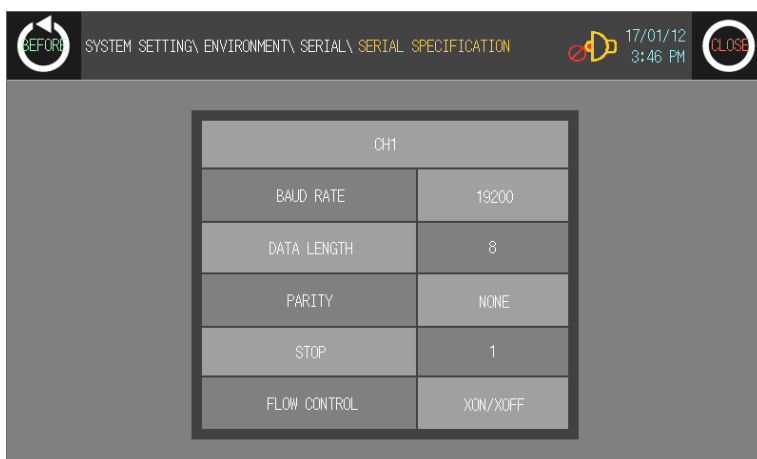 BEFORE
SYSTEM SETTING\ ENVIRONMENT\ SERIAL\ SERIAL SPECIFICATION
17/01/12
3:46 PM
CLOSE
CH1
BAUD RATE 19200
DATA LENGTH 8
PARITY NONE
STOP 1
FLOW CONTROL XON/XOFF